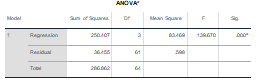 ANOVAᵃ
Model Sum of Squares Df Mean Square F Sig.
1 Regression 250.407 3 83.469 139.670 .000ᵇ
Residual 36.455 61 .598
Total 286.862 64